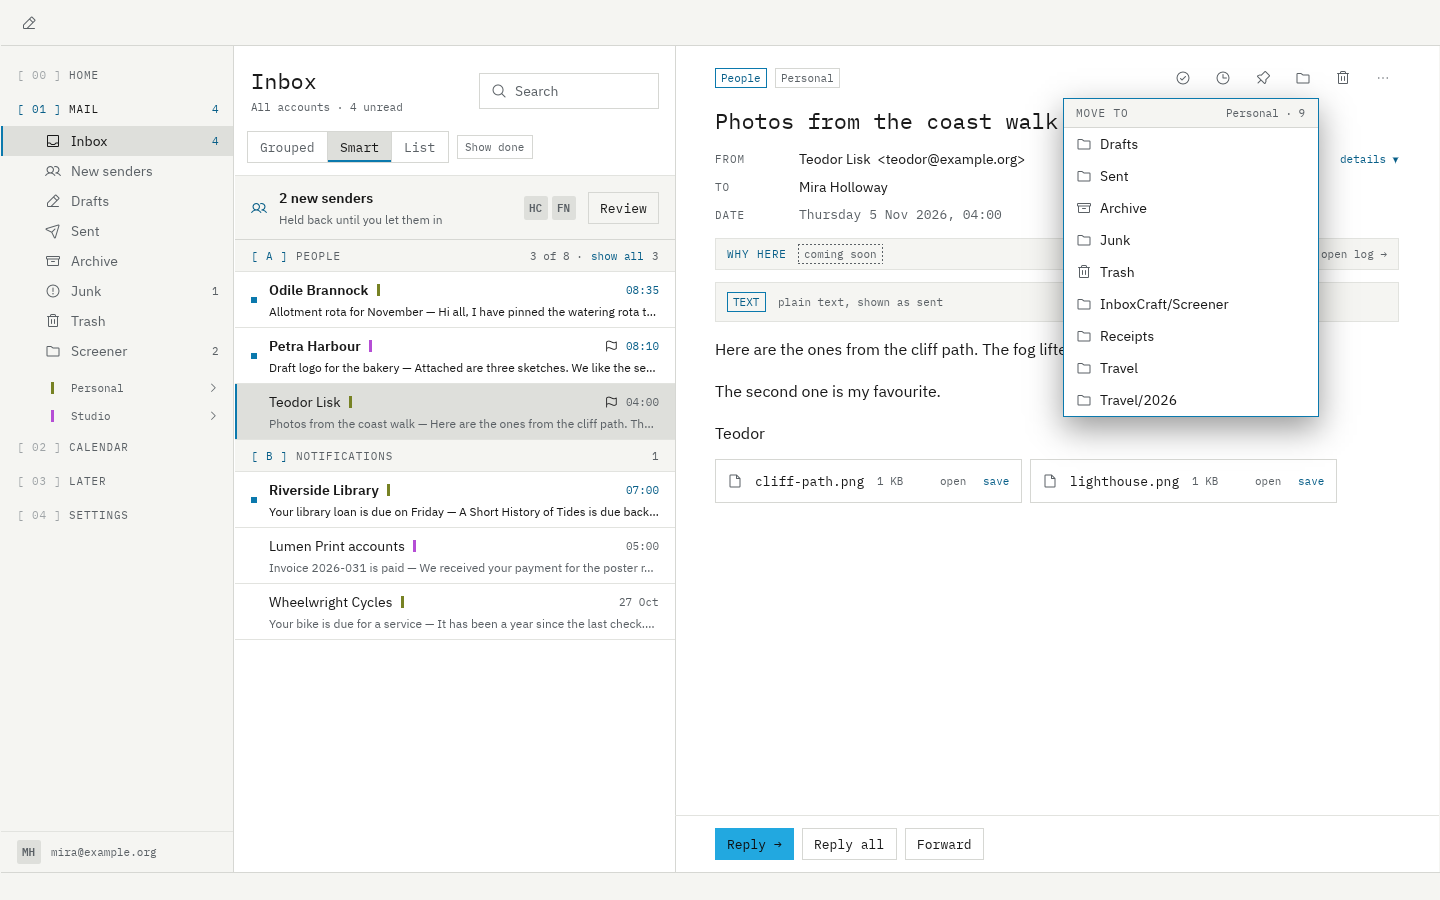 [ 00 ] HOME
[ 01 ] MAIL 4
Inbox 4
New senders
Drafts
Sent
Archive
Junk 1
Trash
Screener 2
Personal
Studio
[ 02 ] CALENDAR
[ 03 ] LATER
[ 04 ] SETTINGS
MH mira@example.org
Inbox
All accounts · 4 unread
Search
Grouped Smart List Show done
2 new senders
Held back until you let them in
HC FN Review
[ A ] PEOPLE 3 of 8 · show all 3
Odile Brannock 08:35
Allotment rota for November — Hi all, I have pinned the watering rota t…
Petra Harbour 08:10
Draft logo for the bakery — Attached are three sketches. We like the se…
Teodor Lisk 04:00
Photos from the coast walk — Here are the ones from the cliff path. Th…
[ B ] NOTIFICATIONS 1
Riverside Library 07:00
Your library loan is due on Friday — A Short History of Tides is due back…
Lumen Print accounts 05:00
Invoice 2026-031 is paid — We received your payment for the poster r…
Wheelwright Cycles 27 Oct
Your bike is due for a service — It has been a year since the last check.…
People Personal
Photos from the coast walk
FROM Teodor Lisk <teodor@example.org> details ▾
TO Mira Holloway
DATE Thursday 5 Nov 2026, 04:00
WHY HERE coming soon open log →
TEXT plain text, shown as sent
Here are the ones from the cliff path. The fog lifte
The second one is my favourite.
Teodor
cliff-path.png 1 KB open save
lighthouse.png 1 KB open save
Reply → Reply all Forward
MOVE TO Personal · 9
Drafts
Sent
Archive
Junk
Trash
InboxCraft/Screener
Receipts
Travel
Travel/2026